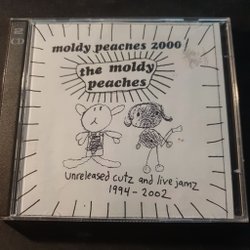 moldy peaches 2000
the moldy
peaches
unreleased cutz and live jamz
1994-2002